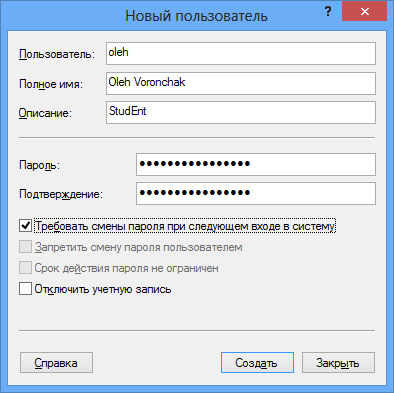 Новый пользователь
?
Пользователь: oleh
Полное имя: Oleh Voronchak
Описание: StudEnt
Пароль: ●●●●●●●●●●●●●●●●
Подтверждение: ●●●●●●●●●●●●●●●●
Требовать смены пароля при следующем входе в систему
Запретить смену пароля пользователем
Срок действия пароля не ограничен
Отключить учетную запись
Справка Создать Закрыть